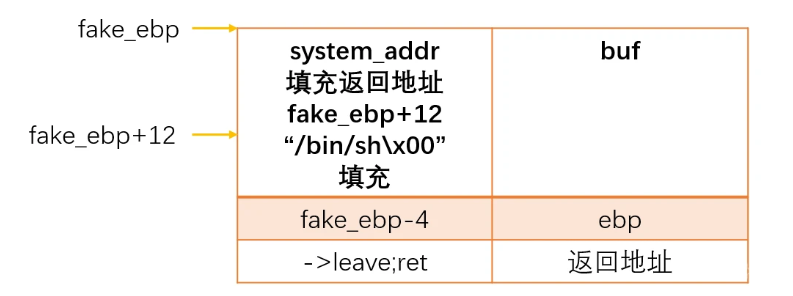 fake_ebp
system_addr
buf
填充返回地址
fake_ebp+12
fake_ebp+12
“/bin/sh\x00”
填充
fake_ebp-4
ebp
->leave;ret
返回地址